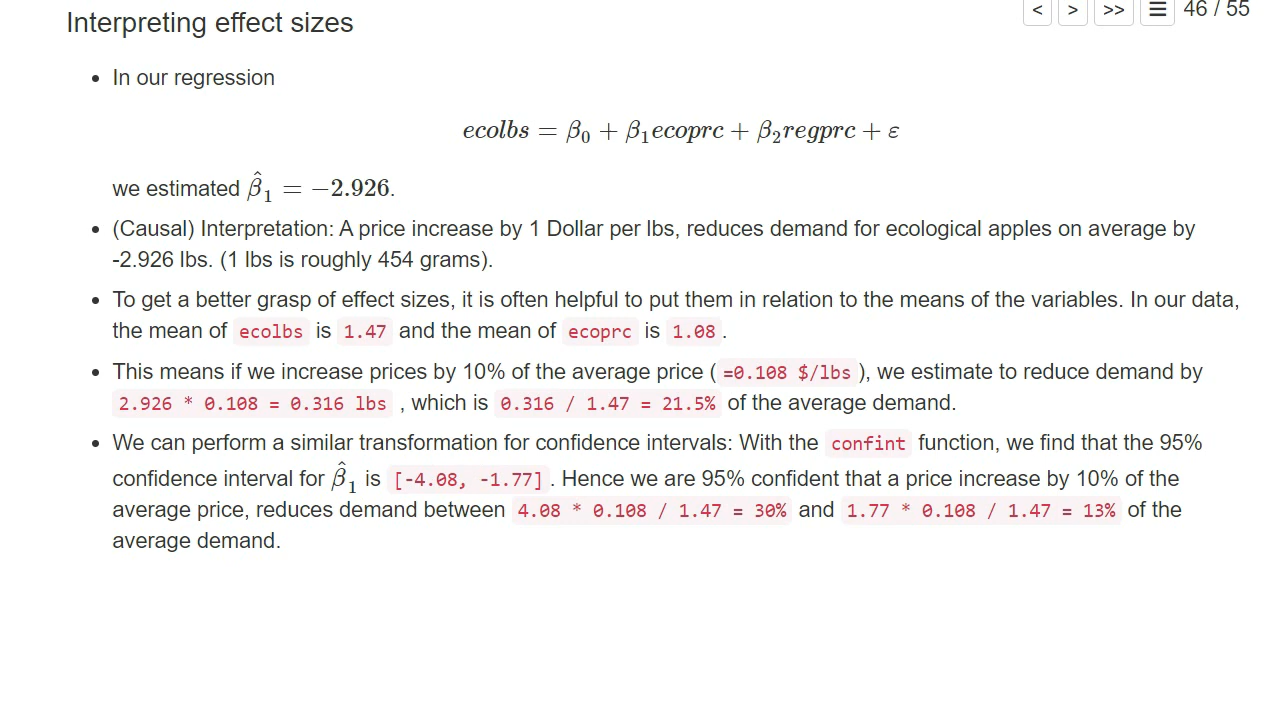 Interpreting effect sizes
< > >> ☰ 46 / 55
• In our regression
ecolbs = β₀ + β₁ecoprc + β₂regprc + ε
we estimated β̂₁ = −2.926.
• (Causal) Interpretation: A price increase by 1 Dollar per lbs, reduces demand for ecological apples on average by
-2.926 lbs. (1 lbs is roughly 454 grams).
• To get a better grasp of effect sizes, it is often helpful to put them in relation to the means of the variables. In our data,
the mean of ecolbs is 1.47 and the mean of ecoprc is 1.08.
• This means if we increase prices by 10% of the average price (=0.108 $/lbs), we estimate to reduce demand by
2.926 * 0.108 = 0.316 lbs , which is 0.316 / 1.47 = 21.5% of the average demand.
• We can perform a similar transformation for confidence intervals: With the confint function, we find that the 95%
confidence interval for β̂₁ is [-4.08, -1.77]. Hence we are 95% confident that a price increase by 10% of the
average price, reduces demand between 4.08 * 0.108 / 1.47 = 30% and 1.77 * 0.108 / 1.47 = 13% of the
average demand.